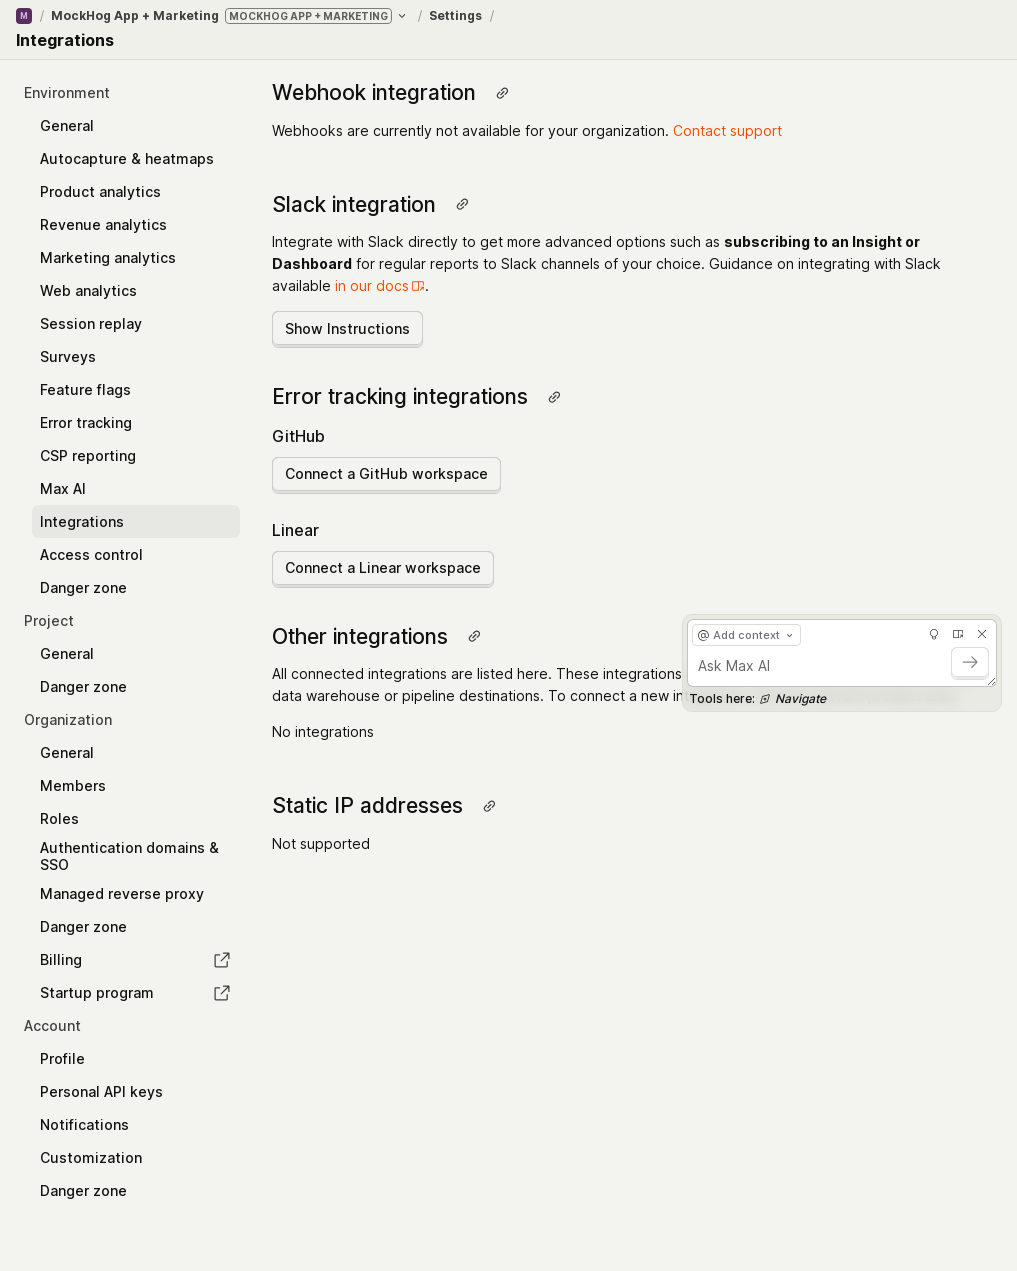 M / MockHog App + Marketing MOCKHOG APP + MARKETING / Settings /
Integrations
Environment
General
Autocapture & heatmaps
Product analytics
Revenue analytics
Marketing analytics
Web analytics
Session replay
Surveys
Feature flags
Error tracking
CSP reporting
Max AI
Integrations
Access control
Danger zone
Project
General
Danger zone
Organization
General
Members
Roles
Authentication domains &
SSO
Managed reverse proxy
Danger zone
Billing
Startup program
Account
Profile
Personal API keys
Notifications
Customization
Danger zone
Webhook integration
Webhooks are currently not available for your organization. Contact support
Slack integration
Integrate with Slack directly to get more advanced options such as subscribing to an Insight or
Dashboard for regular reports to Slack channels of your choice. Guidance on integrating with Slack
available in our docs.
Show Instructions
Error tracking integrations
GitHub
Connect a GitHub workspace
Linear
Connect a Linear workspace
Other integrations
All connected integrations are listed here. These integrations
data warehouse or pipeline destinations. To connect a new
No integrations
Static IP addresses
Not supported
@ Add context
Ask Max AI
Tools here: Navigate